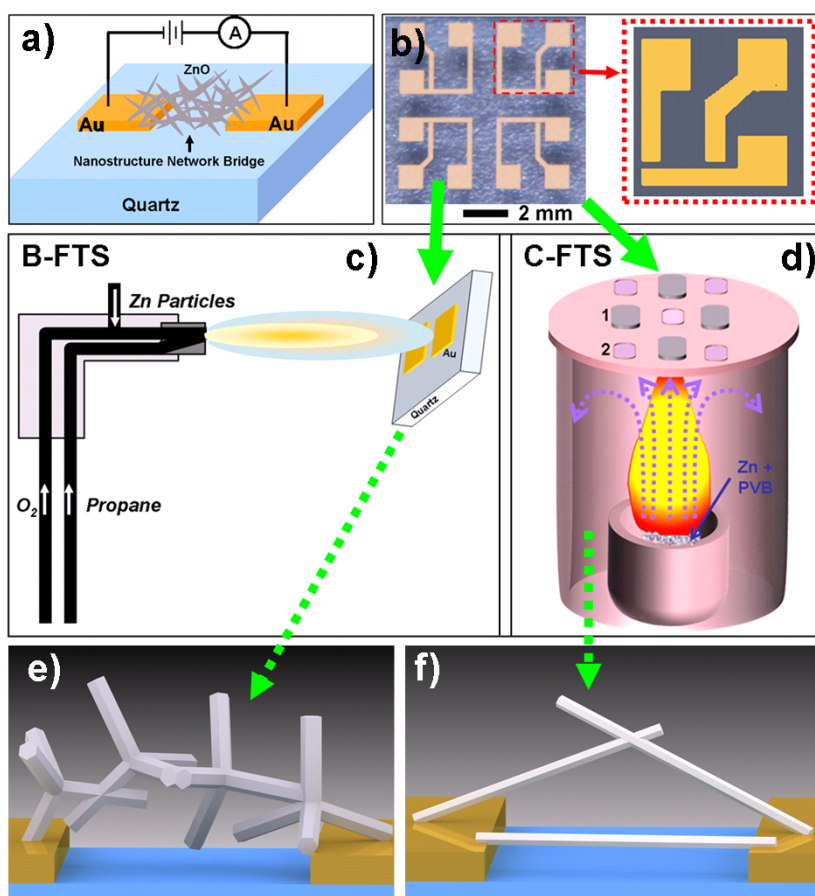 a)
A
ZnO
Au
Au
Nanostructure Network Bridge
Quartz
b)
2 mm
B-FTS
c)
Zn Particles
Au
Quartz
O2
Propane
C-FTS
d)
1
2
Zn +
PVB
e)
f)